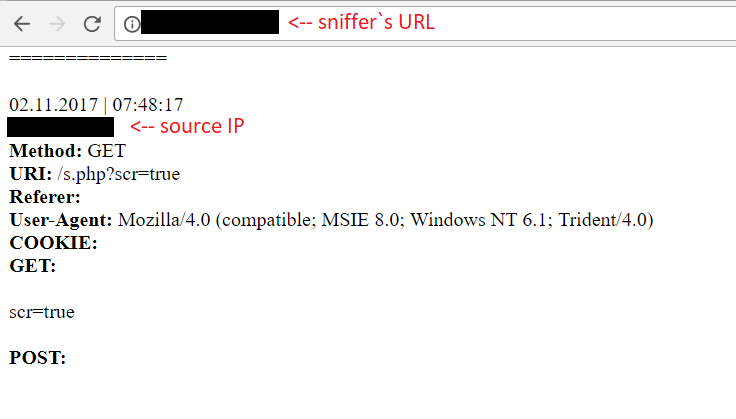 <-- sniffer`s URL
==============
02.11.2017 | 07:48:17
<-- source IP
Method: GET
URI: /s.php?scr=true
Referer:
User-Agent: Mozilla/4.0 (compatible; MSIE 8.0; Windows NT 6.1; Trident/4.0)
COOKIE:
GET:
scr=true
POST: